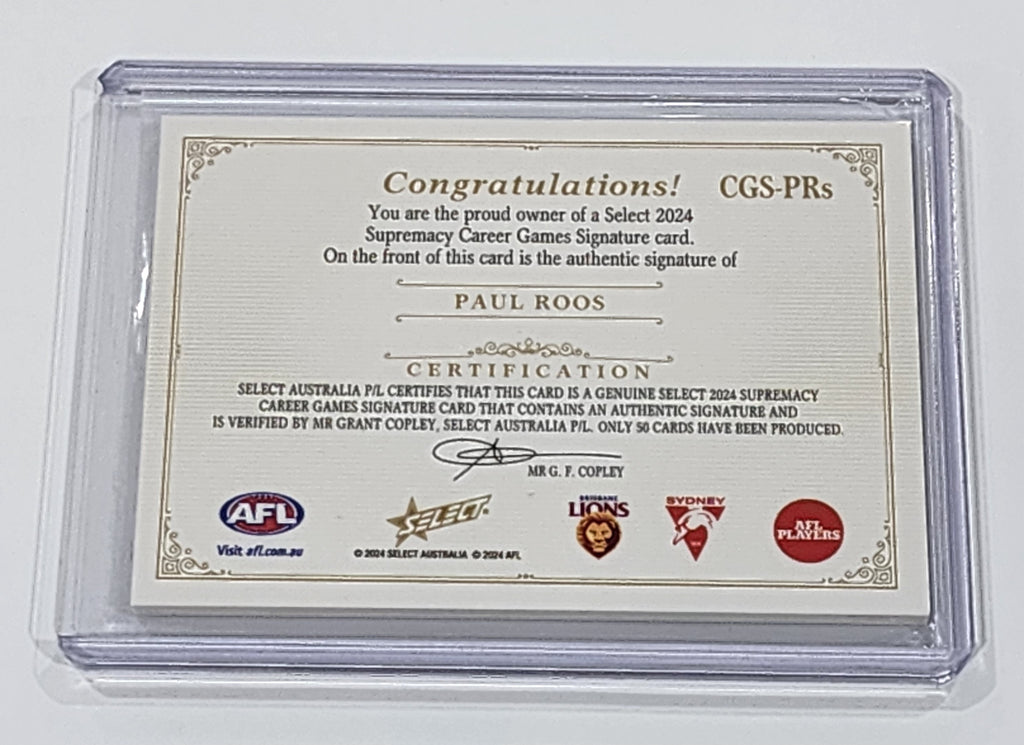 Congratulations! CGS-PRs
You are the proud owner of a Select 2024
Supremacy Career Games Signature card.
On the front of this card is the authentic signature of
PAUL ROOS
CERTIFICATION
SELECT AUSTRALIA P/L CERTIFIES THAT THIS CARD IS A GENUINE SELECT 2024 SUPREMACY
CAREER GAMES SIGNATURE CARD THAT CONTAINS AN AUTHENTIC SIGNATURE AND
IS VERIFIED BY MR GRANT COPLEY, SELECT AUSTRALIA P/L. ONLY 50 CARDS HAVE BEEN PRODUCED.
MR G. F. COPLEY
AFL
Visit afl.com.au
SELECT
© 2024 SELECT AUSTRALIA © 2024 AFL
BRISBANE
LIONS
SYDNEY
AFL
PLAYERS